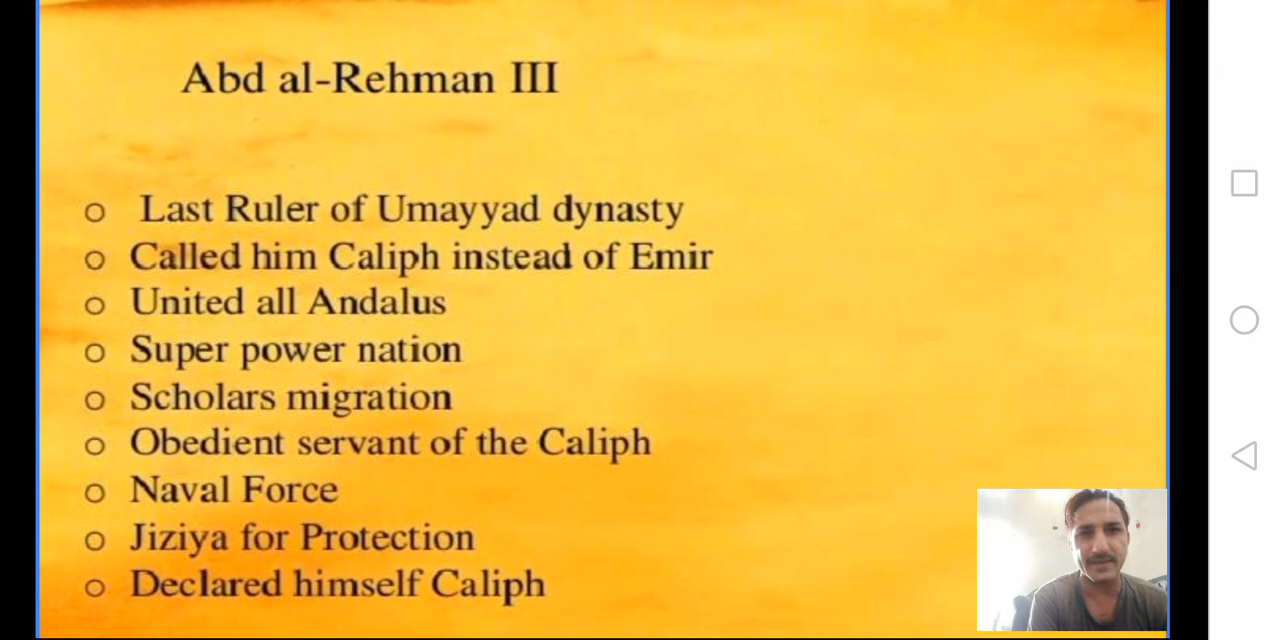 Abd al-Rehman III
o Last Ruler of Umayyad dynasty
o Called him Caliph instead of Emir
o United all Andalus
o Super power nation
o Scholars migration
o Obedient servant of the Caliph
o Naval Force
o Jiziya for Protection
o Declared himself Caliph